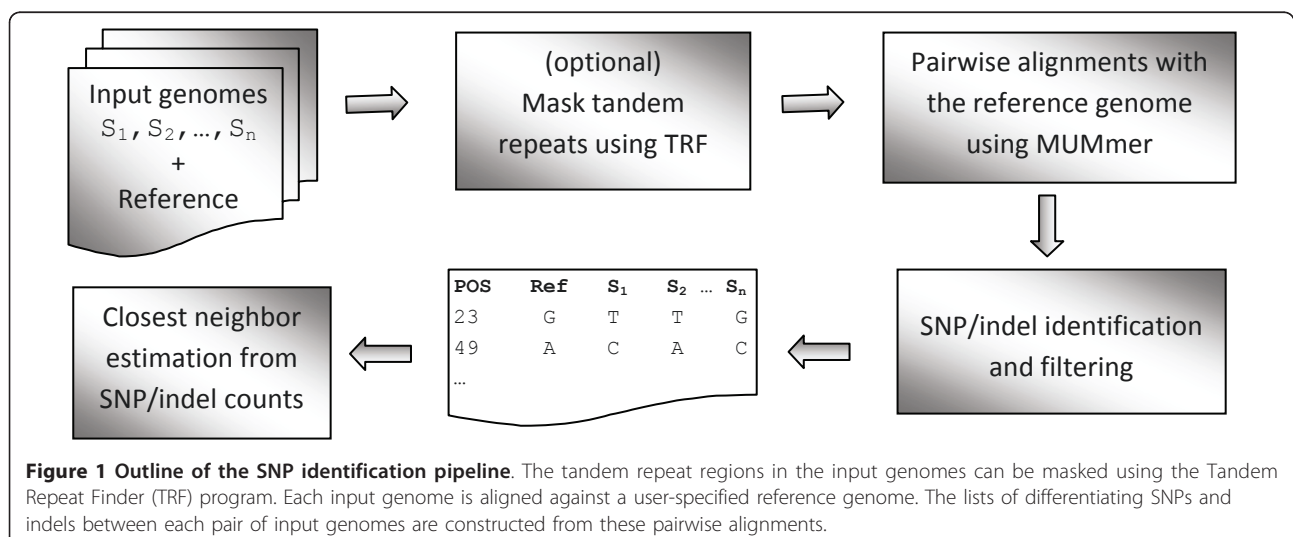 Input genomes
S1, S2, …, Sn
+
Reference
(optional)
Mask tandem
repeats using TRF
Pairwise alignments with
the reference genome
using MUMmer
SNP/indel identification
and filtering
POS Ref S1 S2 … Sn
23 G T T G
49 A C A C
…
Closest neighbor
estimation from
SNP/indel counts
Figure 1 Outline of the SNP identification pipeline. The tandem repeat regions in the input genomes can be masked using the Tandem
Repeat Finder (TRF) program. Each input genome is aligned against a user-specified reference genome. The lists of differentiating SNPs and
indels between each pair of input genomes are constructed from these pairwise alignments.